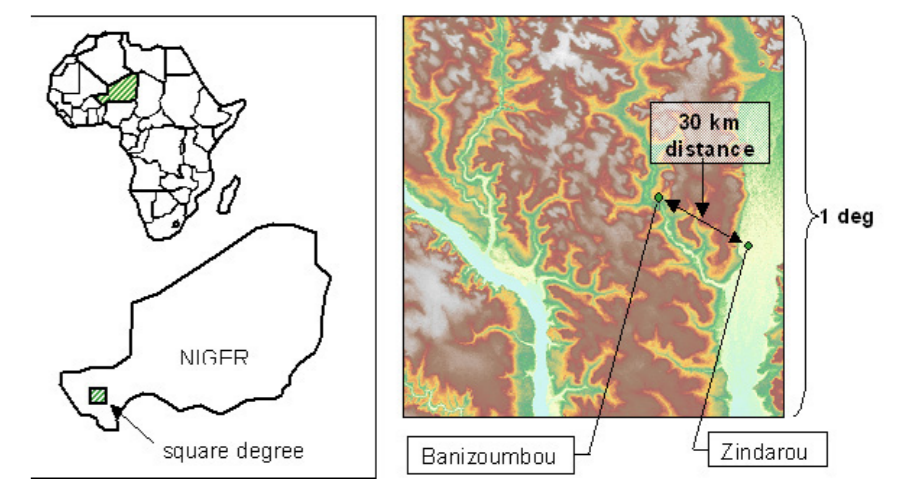 NIGER
square degree
30 km
distance
1 deg
Banizoumbou
Zindarou